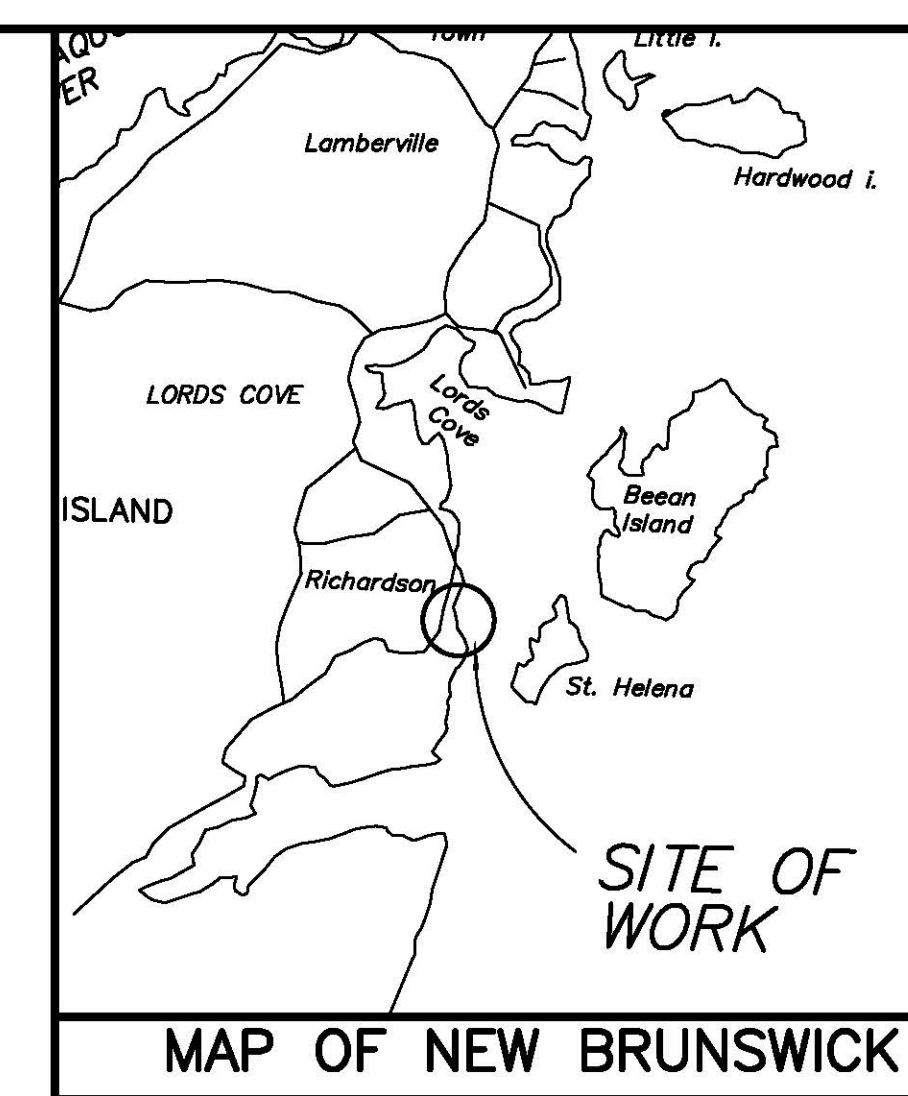 Town
Little I.
Lamberville
Hardwood i.
LORDS COVE
Lords
Cove
ISLAND
Beean
Island
Richardson
St. Helena
SITE OF
WORK
MAP OF NEW BRUNSWICK